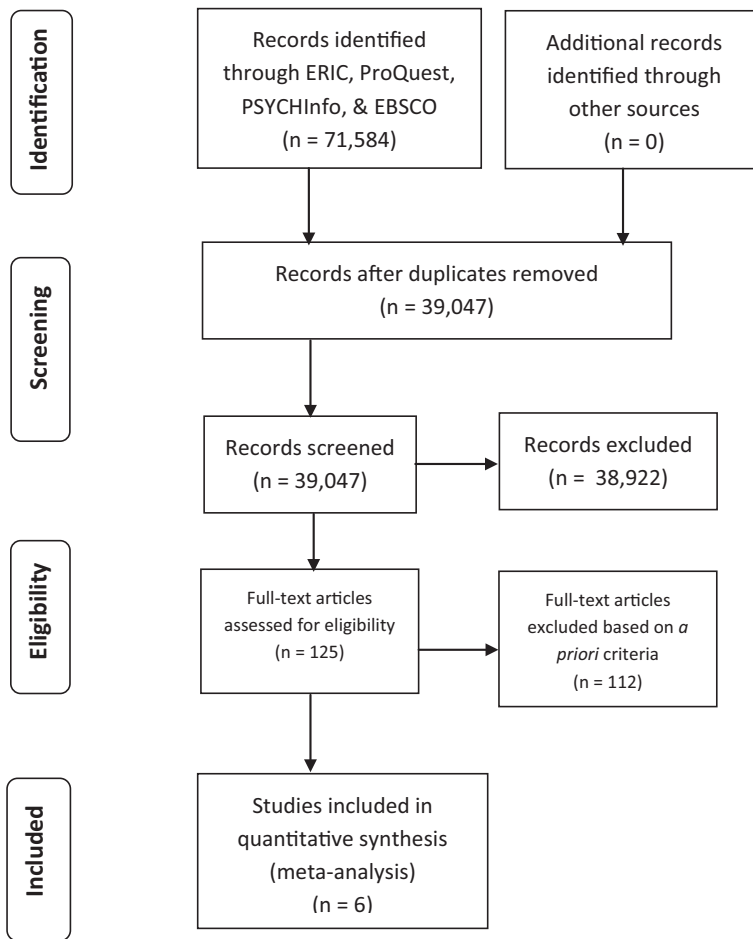 Identification
Records identified
through ERIC, ProQuest,
PSYCHInfo, & EBSCO
(n = 71,584)
Additional records
identified through
other sources
(n = 0)
Screening
Records after duplicates removed
(n = 39,047)
Records screened
(n = 39,047)
Records excluded
(n = 38,922)
Eligibility
Full-text articles
assessed for eligibility
(n = 125)
Full-text articles
excluded based on a
priori criteria
(n = 112)
Included
Studies included in
quantitative synthesis
(meta-analysis)
(n = 6)